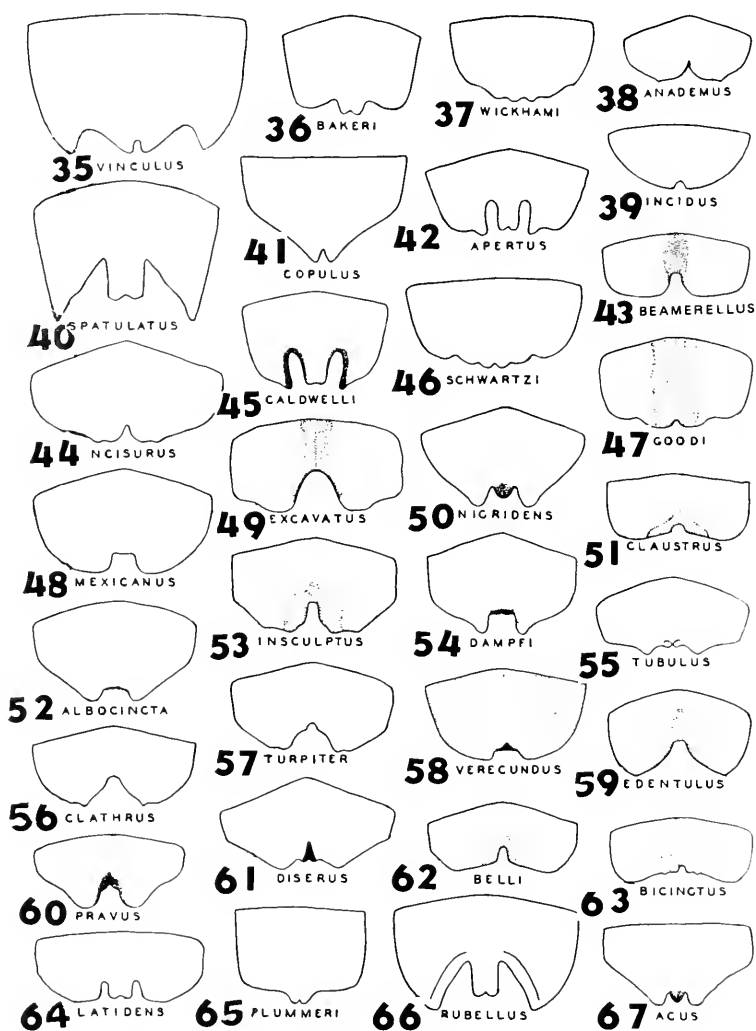 35 VINCULUS
36 BAKERI
37 WICKHAMI
38 ANADEMUS
39 INCIDUS
40 SPATULATUS
41 COPULUS
42 APERTUS
43 BEAMERELLUS
44 NCISURUS
45 CALDWELLI
46 SCHWARTZI
47 GOODI
48 MEXICANUS
49 EXCAVATUS
50 NIGRIDENS
51 CLAUSTRUS
52 ALBOCINCTA
53 INSCULPTUS
54 DAMPFI
55 TUBULUS
56 CLATHRUS
57 TURPITER
58 VERECUNDUS
59 EDENTULUS
60 PRAVUS
61 DISERUS
62 BELLI
63 BICINCTUS
64 LATIDENS
65 PLUMMERI
66 RUBELLUS
67 ACUS